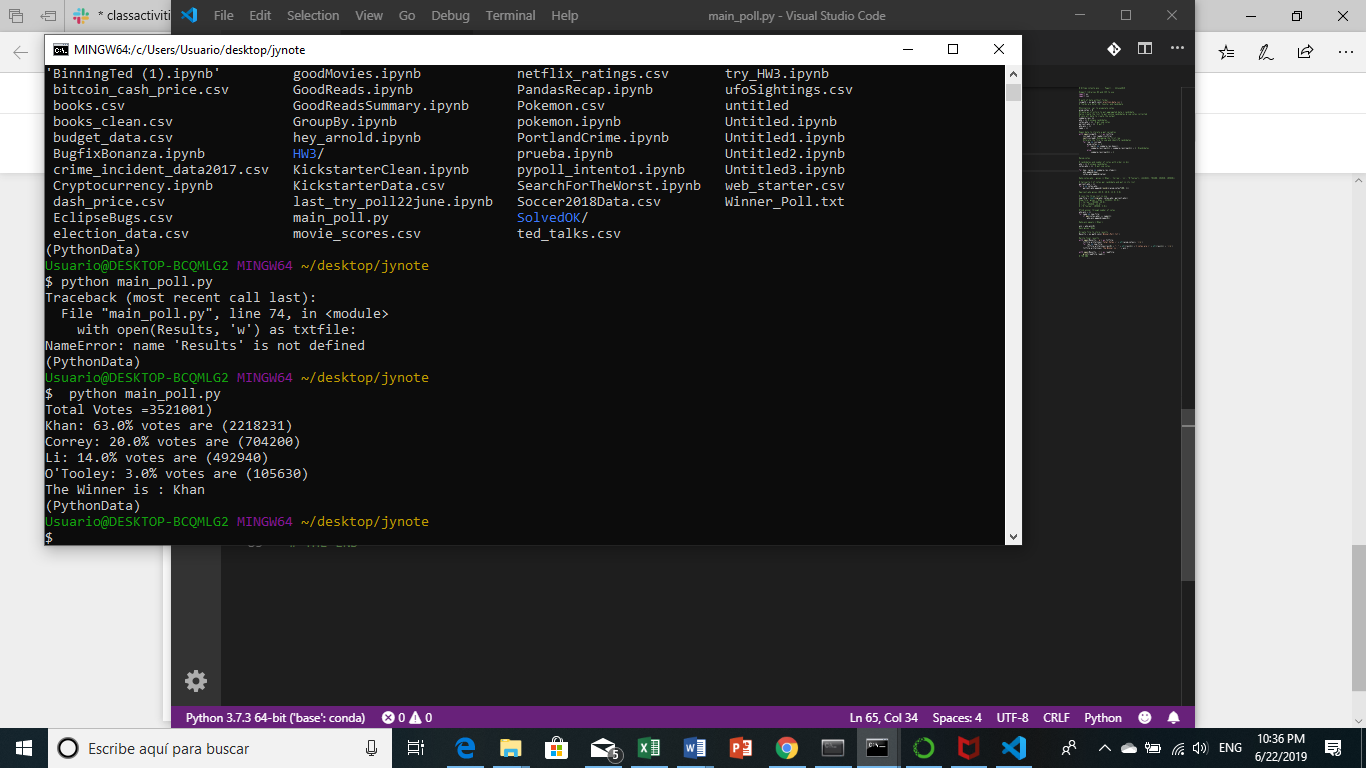 * classactiviti
File Edit Selection View Go Debug Terminal Help
main_poll.py - Visual Studio Code
MINGW64:/c/Users/Usuario/desktop/jynote
'BinningTed (1).ipynb' goodMovies.ipynb netflix_ratings.csv try_HW3.ipynb
bitcoin_cash_price.csv GoodReads.ipynb PandasRecap.ipynb ufoSightings.csv
books.csv GoodReadsSummary.ipynb Pokemon.csv untitled
books_clean.csv GroupBy.ipynb pokemon.ipynb Untitled.ipynb
budget_data.csv hey_arnold.ipynb PortlandCrime.ipynb Untitled1.ipynb
BugfixBonanza.ipynb HW3/ prueba.ipynb Untitled2.ipynb
crime_incident_data2017.csv KickstarterClean.ipynb pypoll_intento1.ipynb Untitled3.ipynb
Cryptocurrency.ipynb KickstarterData.csv SearchForTheWorst.ipynb web_starter.csv
dash_price.csv last_try_poll22june.ipynb Soccer2018Data.csv Winner_Poll.txt
EclipseBugs.csv main_poll.py SolvedOK/
election_data.csv movie_scores.csv ted_talks.csv
(PythonData)
Usuario@DESKTOP-BCQMLG2 MINGW64 ~/desktop/jynote
$ python main_poll.py
Traceback (most recent call last):
File "main_poll.py", line 74, in <module>
with open(Results, 'w') as txtfile:
NameError: name 'Results' is not defined
(PythonData)
Usuario@DESKTOP-BCQMLG2 MINGW64 ~/desktop/jynote
$  python main_poll.py
Total Votes =3521001)
Khan: 63.0% votes are (2218231)
Correy: 20.0% votes are (704200)
Li: 14.0% votes are (492940)
O'Tooley: 3.0% votes are (105630)
The Winner is : Khan
(PythonData)
Usuario@DESKTOP-BCQMLG2 MINGW64 ~/desktop/jynote
$
Python 3.7.3 64-bit ('base': conda) 0 0 Ln 65, Col 34 Spaces: 4 UTF-8 CRLF Python
Escribe aquí para buscar
5
ENG
10:36 PM
6/22/2019